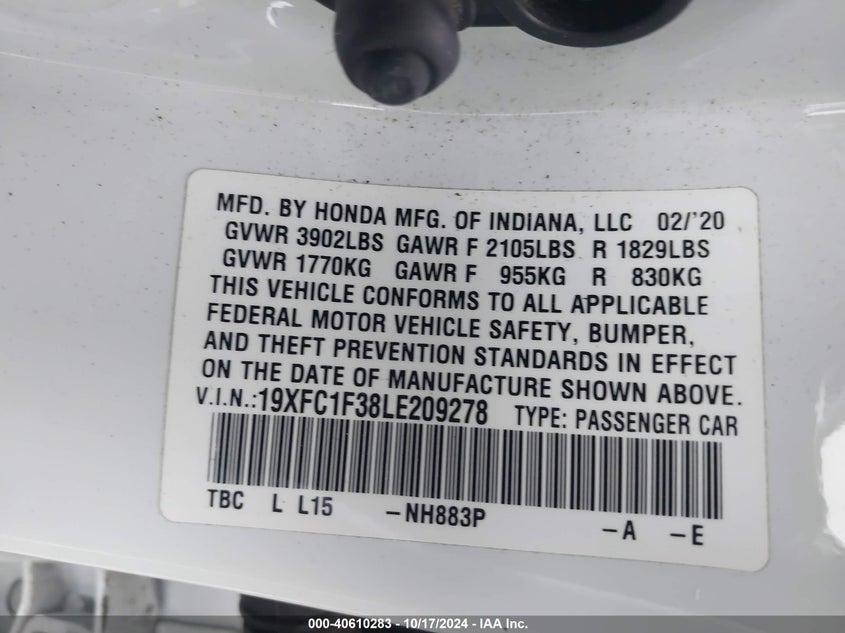 MFD. BY HONDA MFG. OF INDIANA, LLC 02/'20
GVWR 3902LBS GAWR F 2105LBS R 1829LBS
GVWR 1770KG GAWR F 955KG R 830KG
THIS VEHICLE CONFORMS TO ALL APPLICABLE
FEDERAL MOTOR VEHICLE SAFETY, BUMPER,
AND THEFT PREVENTION STANDARDS IN EFFECT
ON THE DATE OF MANUFACTURE SHOWN ABOVE.
V.I.N.:19XFC1F38LE209278 TYPE: PASSENGER CAR
TBC L L15 -NH883P -A -E
000-40610283 - 10/17/2024 - IAA Inc.